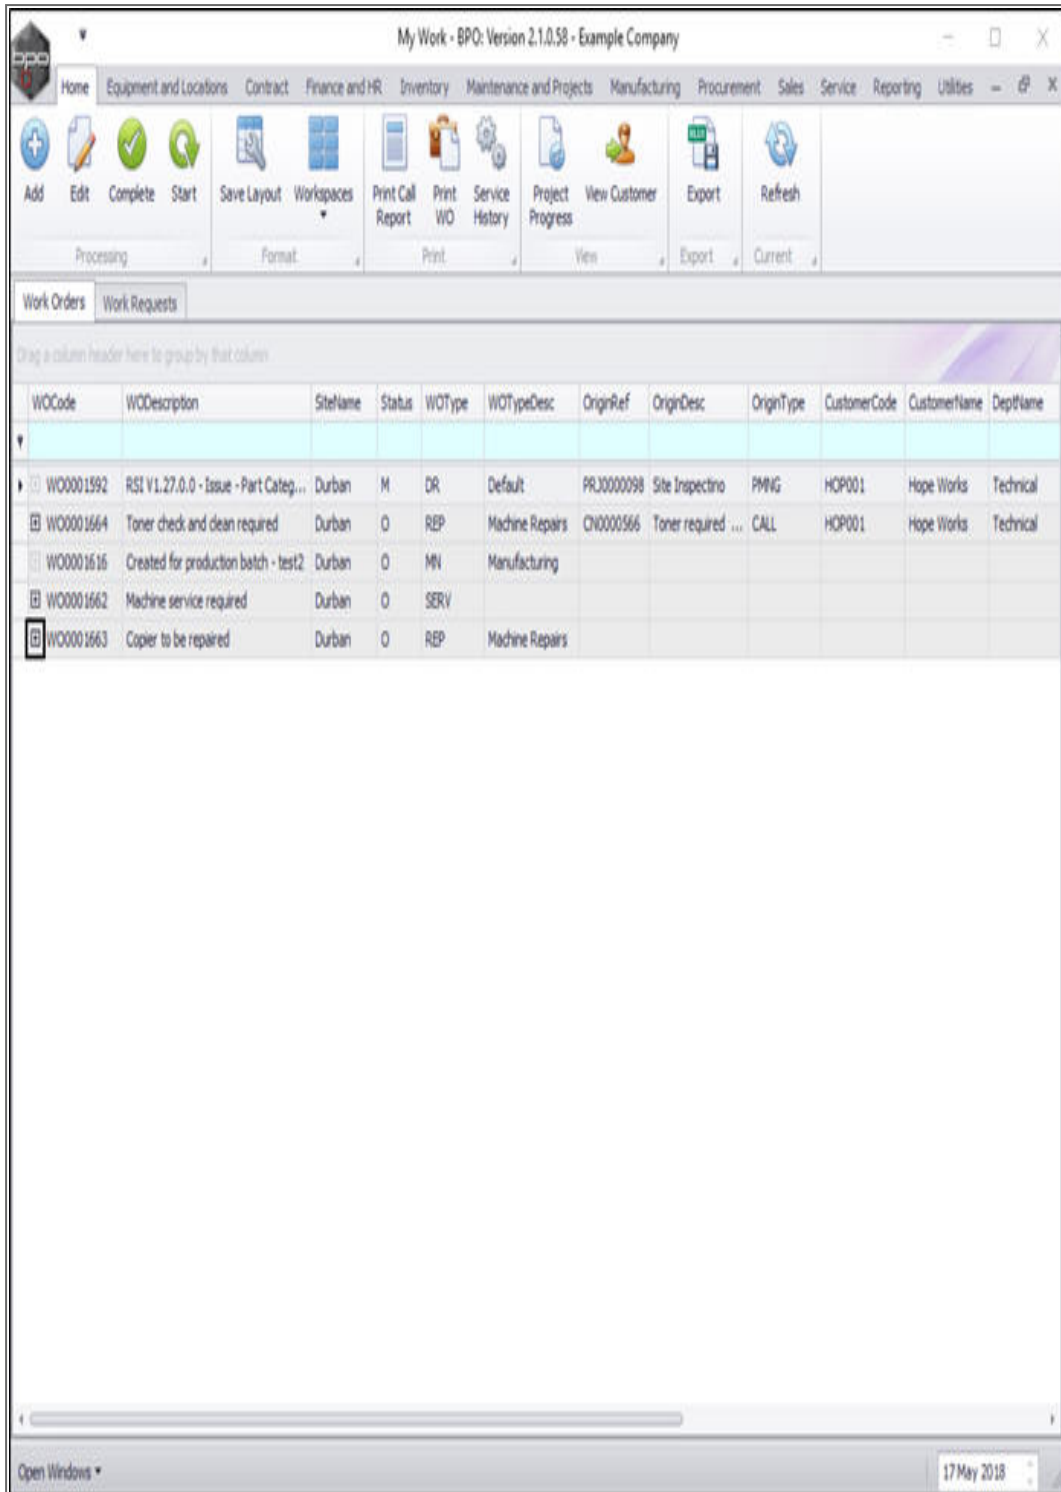 My Work - BPO: Version 2.1.0.58 - Example Company
bpo
Home Equipment and Locations Contract Finance and HR Inventory Maintenance and Projects Manufacturing Procurement Sales Service Reporting Utilities
Add Edit Complete Start Save Layout Workspaces Print Call Report Print WO Service History Project Progress View Customer Export Refresh
Processing Format Print View Export Current
Work Orders Work Requests
Drag a column header here to group by that column
WOCode WODescription SiteName Status WOType WOTypeDesc OriginRef OriginDesc OriginType CustomerCode CustomerName DeptName
WO0001592 RSI V1.27.0.0 - Issue - Part Categ... Durban M DR Default PRJ0000098 Site Inspectino PMNG HOP001 Hope Works Technical
WO0001664 Toner check and clean required Durban O REP Machine Repairs CN0000566 Toner required ... CALL HOP001 Hope Works Technical
WO0001616 Created for production batch - test2 Durban O MN Manufacturing
WO0001662 Machine service required Durban O SERV
WO0001663 Copier to be repaired Durban O REP Machine Repairs
Open Windows 17 May 2018